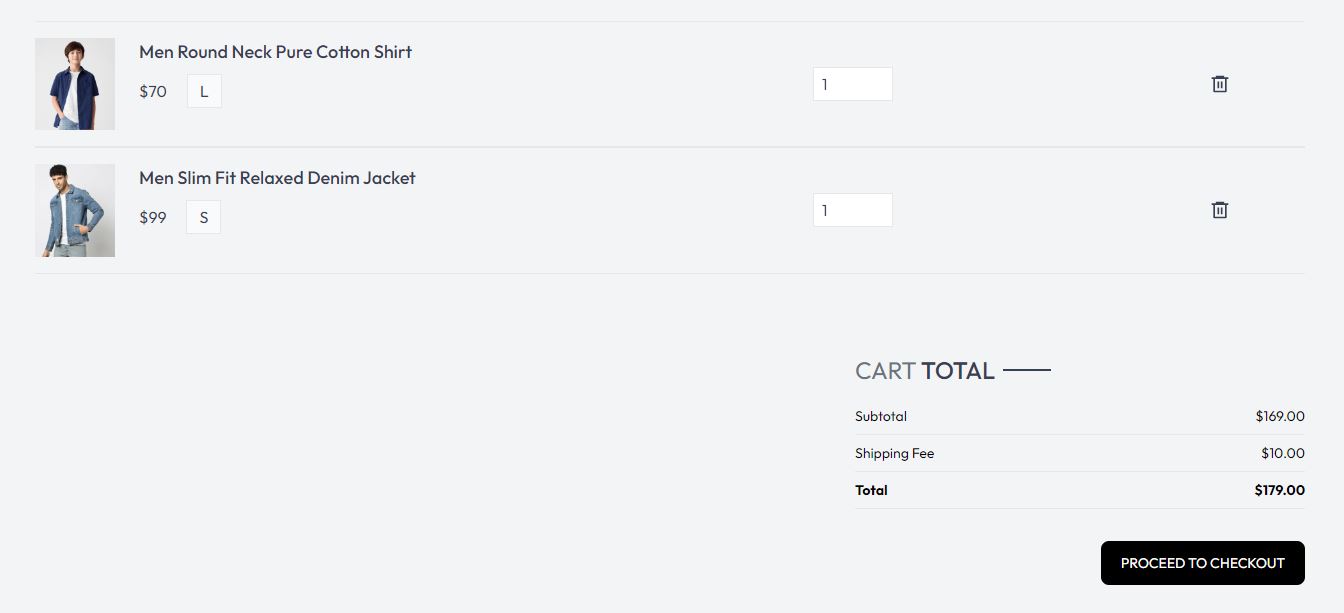 Men Round Neck Pure Cotton Shirt
$70 L
1
Men Slim Fit Relaxed Denim Jacket
$99 S
1
CART TOTAL
Subtotal $169.00
Shipping Fee $10.00
Total $179.00
PROCEED TO CHECKOUT